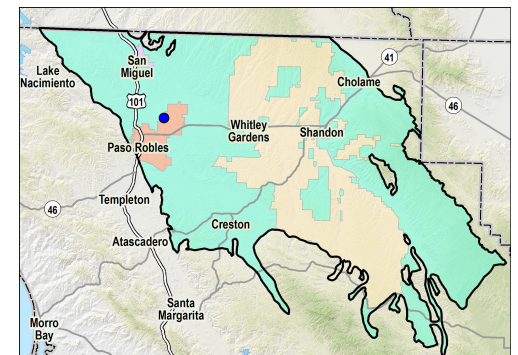 San
Miguel
Lake
Nacimiento
41
Cholame
101
46
Whitley
Gardens
Shandon
Paso Robles
Templeton
46
Creston
Atascadero
Santa
Margarita
Morro
Bay